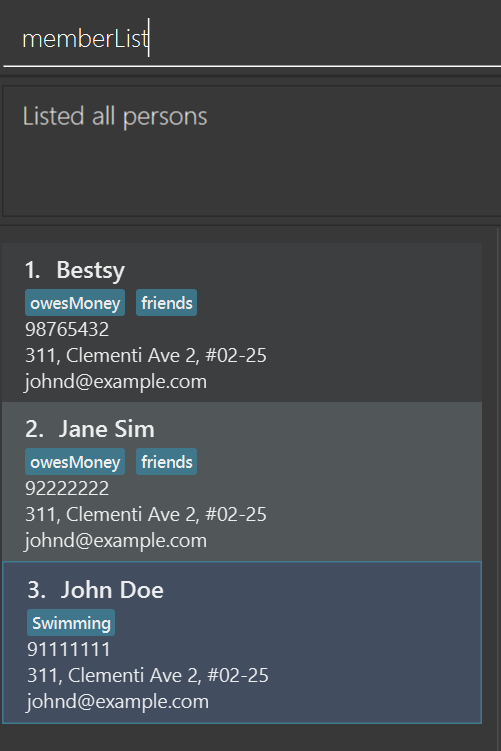 memberList
Listed all persons
1. Bestsy
owesMoney friends
98765432
311, Clementi Ave 2, #02-25
johnd@example.com
2. Jane Sim
owesMoney friends
92222222
311, Clementi Ave 2, #02-25
johnd@example.com
3. John Doe
Swimming
91111111
311, Clementi Ave 2, #02-25
johnd@example.com